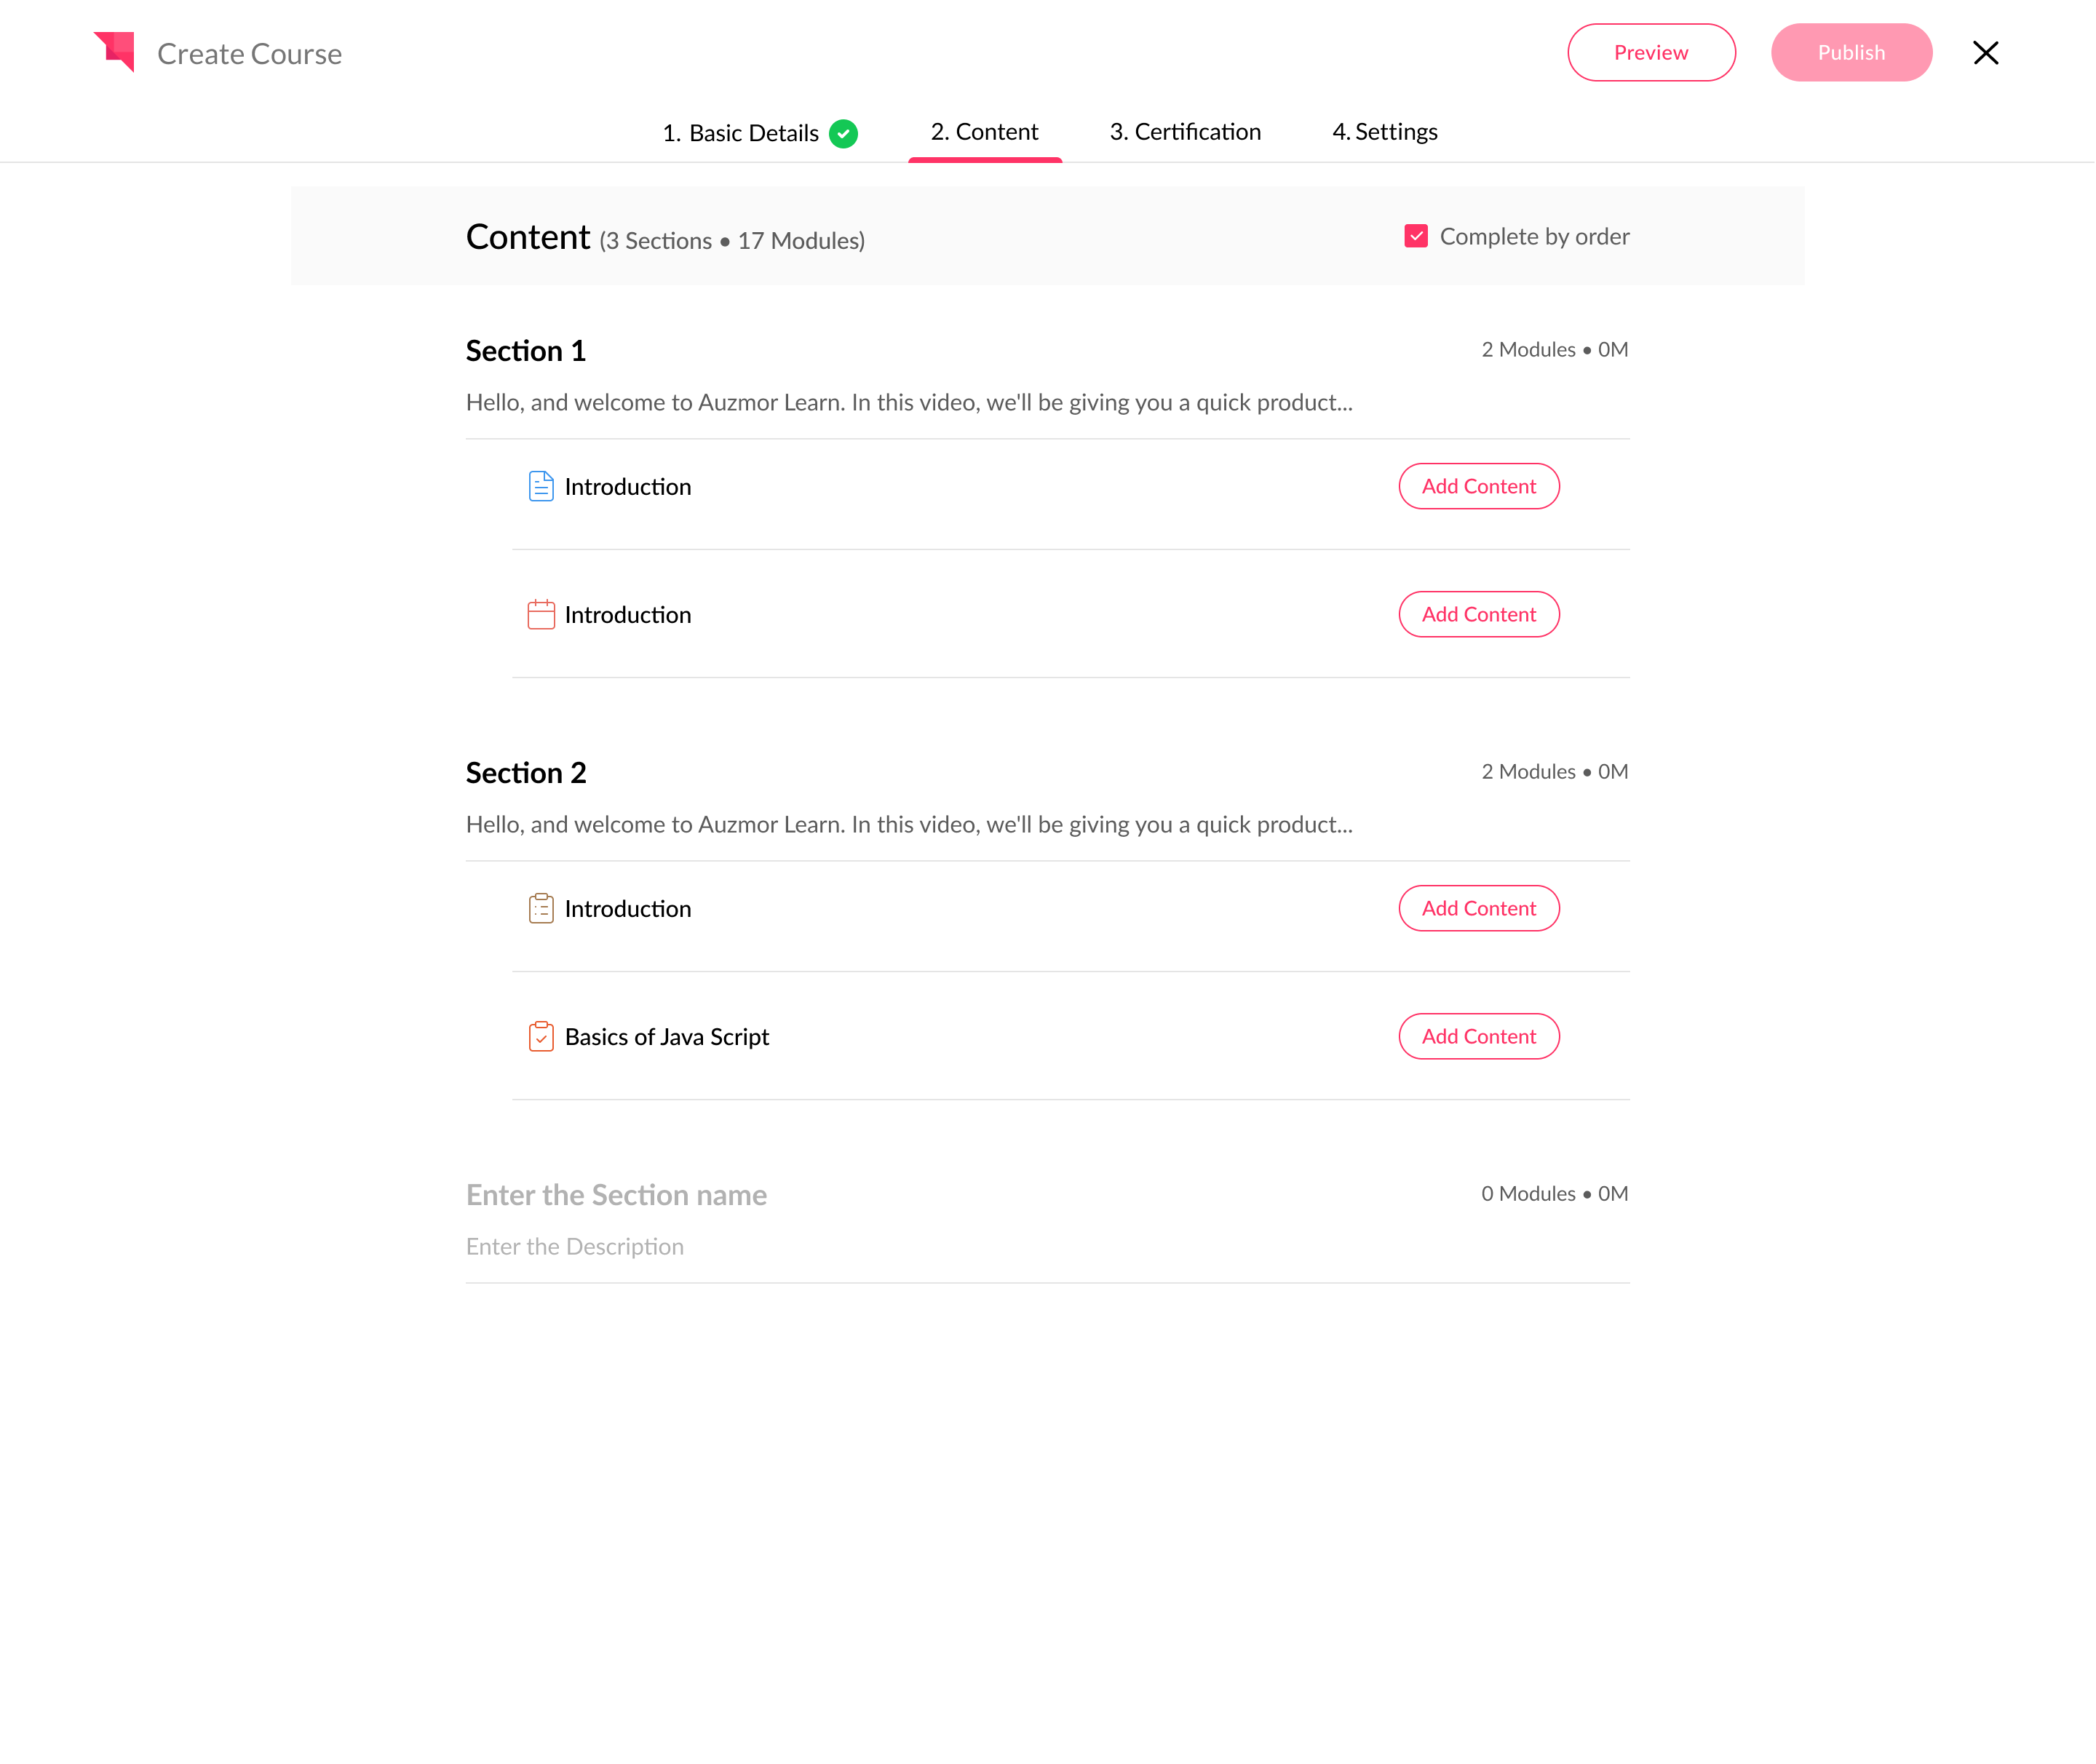 Create Course
Preview
Publish
1. Basic Details
2. Content
3. Certification
4. Settings
Content (3 Sections • 17 Modules)
Complete by order
Section 1
2 Modules • 0M
Hello, and welcome to Auzmor Learn. In this video, we'll be giving you a quick product...
Introduction
Add Content
Introduction
Add Content
Section 2
2 Modules • 0M
Hello, and welcome to Auzmor Learn. In this video, we'll be giving you a quick product...
Introduction
Add Content
Basics of Java Script
Add Content
Enter the Section name
0 Modules • 0M
Enter the Description